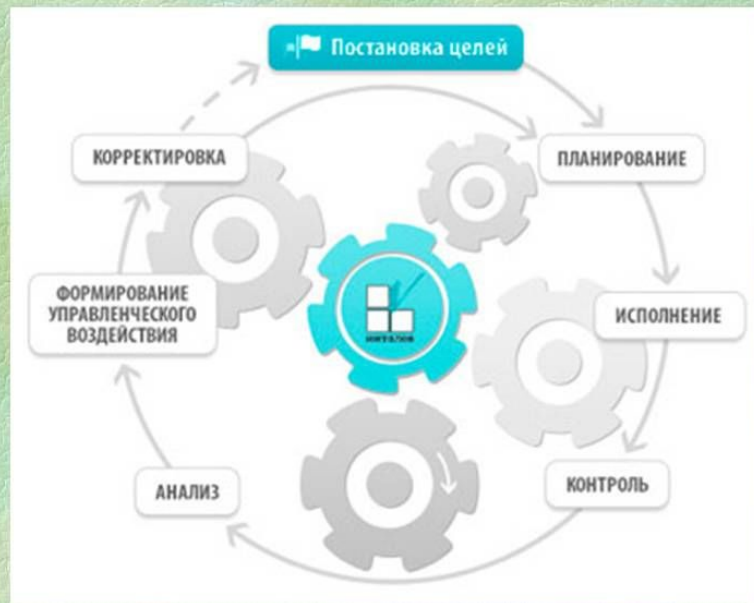 Постановка целей
ПЛАНИРОВАНИЕ
ИСПОЛНЕНИЕ
КОНТРОЛЬ
АНАЛИЗ
ФОРМИРОВАНИЕ
УПРАВЛЕНЧЕСКОГО
ВОЗДЕЙСТВИЯ
КОРРЕКТИРОВКА